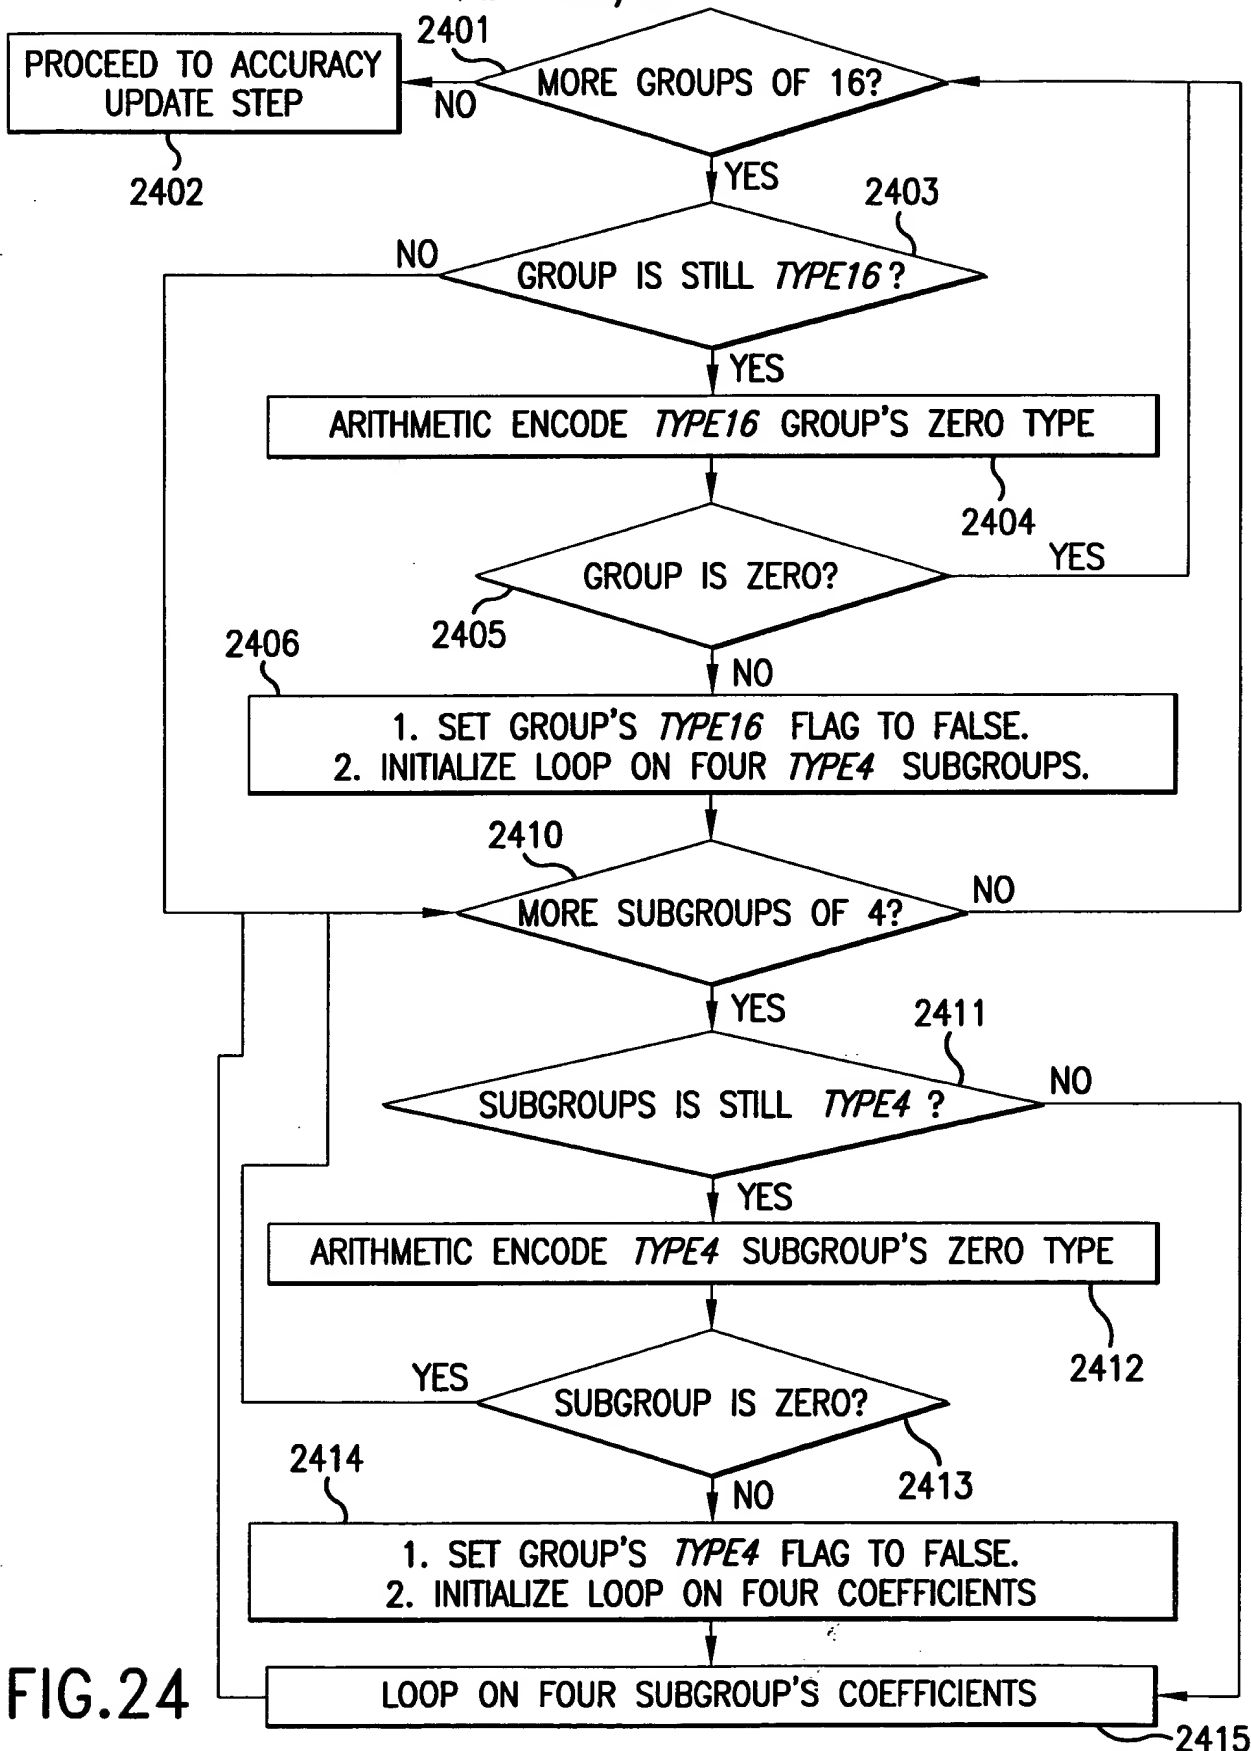 2401
PROCEED TO ACCURACY
UPDATE STEP
NO
MORE GROUPS OF 16?
2402
YES
2403
NO
GROUP IS STILL TYPE16?
YES
ARITHMETIC ENCODE TYPE16 GROUP'S ZERO TYPE
2404
GROUP IS ZERO?
YES
2405
2406
NO
1. SET GROUP'S TYPE16 FLAG TO FALSE.
2. INITIALIZE LOOP ON FOUR TYPE4 SUBGROUPS.
2410
NO
MORE SUBGROUPS OF 4?
YES
2411
NO
SUBGROUPS IS STILL TYPE4 ?
YES
ARITHMETIC ENCODE TYPE4 SUBGROUP'S ZERO TYPE
2412
YES
SUBGROUP IS ZERO?
2413
2414
NO
1. SET GROUP'S TYPE4 FLAG TO FALSE.
2. INITIALIZE LOOP ON FOUR COEFFICIENTS
LOOP ON FOUR SUBGROUP'S COEFFICIENTS
2415
FIG.24